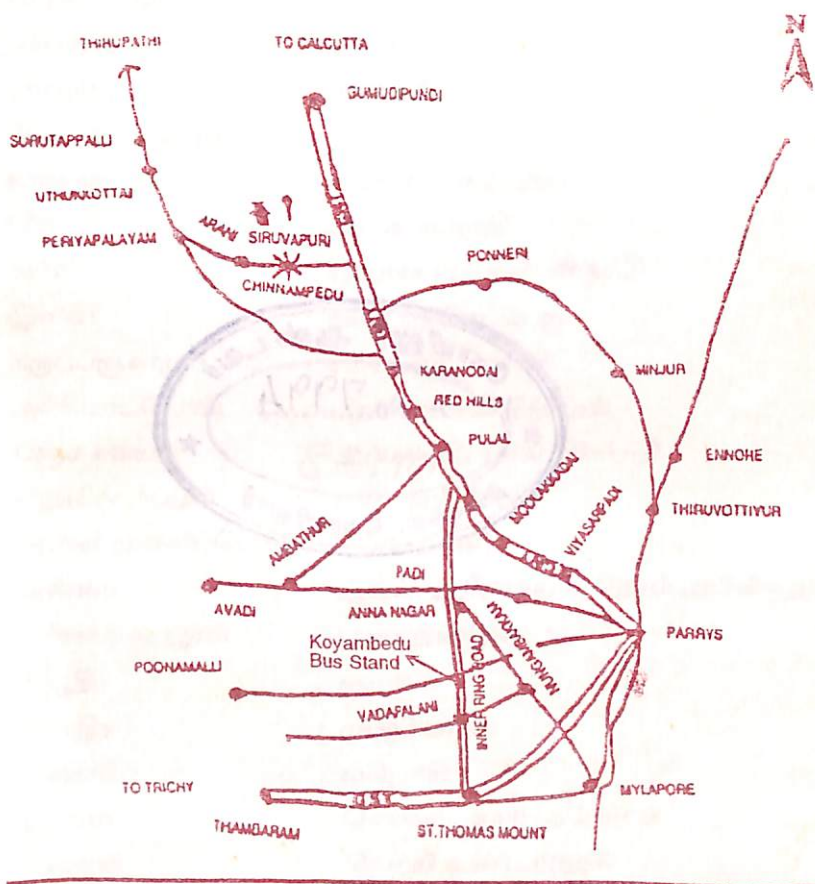 N
THIRUPATHI
TO CALCUTTA
GUMUDIPUNDI
SURUTAPPALLI
UTHUKKOTTAI
ARANI
SIRUVAPURI
PERIYAPALAYAM
CHINNAMPEDU
PONNERI
KARANODAI
MINJUR
RED HILLS
PULAL
ENNORE
MOOLAKKADAI
THIRUVOTTIYUR
VIYASARPADI
AMBATHUR
PADI
AVADI
ANNA NAGAR
PARRYS
Koyambedu
Bus Stand
NUNGAMBAKKAM
POONAMALLI
INNER RING ROAD
VADAPALANI
TO TRICHY
MYLAPORE
THAMBARAM
ST.THOMAS MOUNT